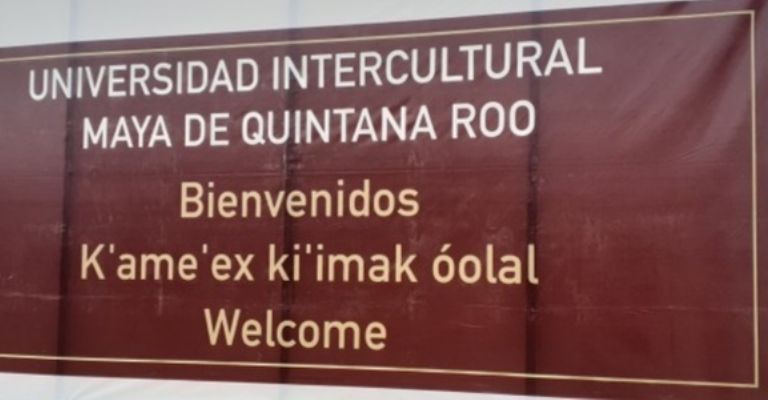 UNIVERSIDAD INTERCULTURAL
MAYA DE QUINTANA ROO
Bienvenidos
K'ame'ex ki'imak óolal
Welcome